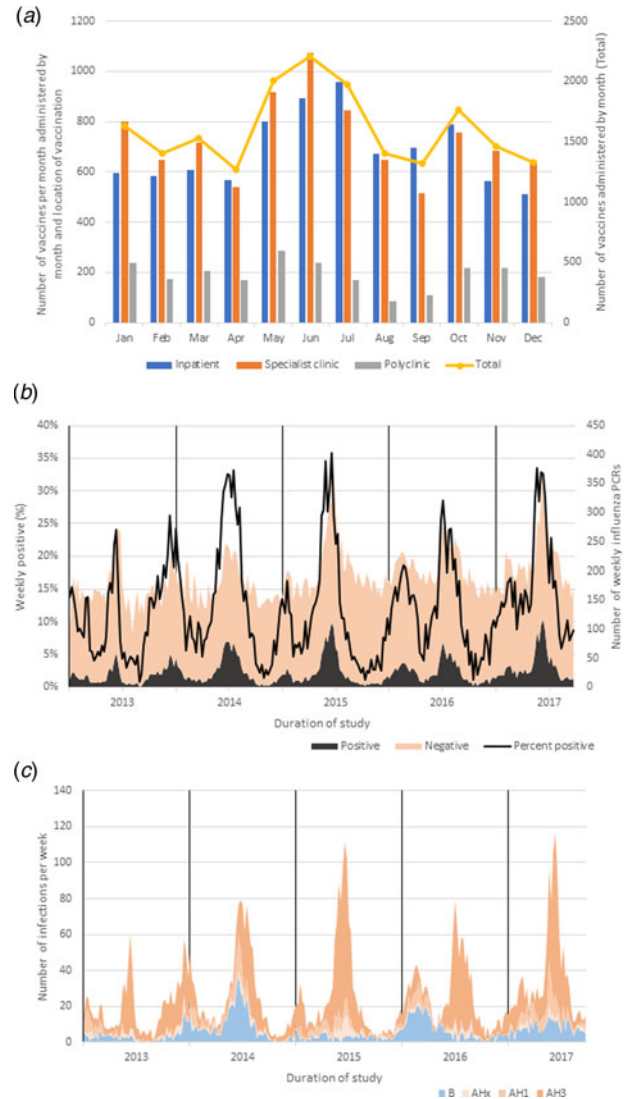 (a)
Number of vaccines per month administered by
month and location of vaccination
1200
1000
800
600
400
200
0
2500
2000
1500
1000
500
0
Number of vaccines administered by month (Total)
Jan Feb Mar Apr May Jun Jul Aug Sep Oct Nov Dec
Inpatient Specialist clinic Polyclinic Total
(b)
Weekly positive (%)
40%
35%
30%
25%
20%
15%
10%
5%
0%
450
400
350
300
250
200
150
100
50
0
Number of weekly influenza PCRs
2013 2014 2015 2016 2017
Duration of study
Positive Negative Percent positive
(c)
Number of infections per week
140
120
100
80
60
40
20
0
2013 2014 2015 2016 2017
Duration of study
B AHx AH1 AH3